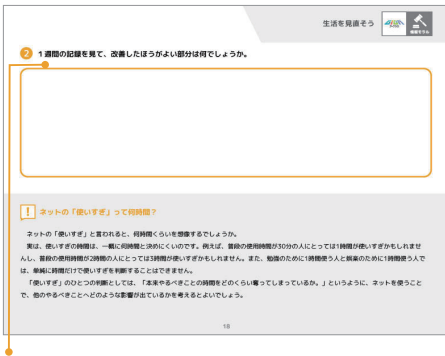 生活を見直そう
情報モラル
2 1週間の記録を見て、改善したほうがよい部分は何でしょうか。
! ネットの「使いすぎ」って何時間？
ネットの「使いすぎ」と言われると、何時間くらいを想像するでしょうか。
実は、使いすぎの時間は、一概に何時間と決めにくいのです。例えば、普段の使用時間が30分の人にとっては1時間が使いすぎかもしれませ
んし、普段の使用時間が2時間の人にとっては3時間が使いすぎかもしれません。また、勉強のために1時間使う人と娯楽のために1時間使う人で
は、単純に時間だけで使いすぎを判断することはできません。
「使いすぎ」のひとつの判断としては、「本来やるべきことの時間をどのくらい奪ってしまっているか。」というように、ネットを使うこと
で、他のやるべきことへどのような影響が出ているかを考えるとよいでしょう。
18